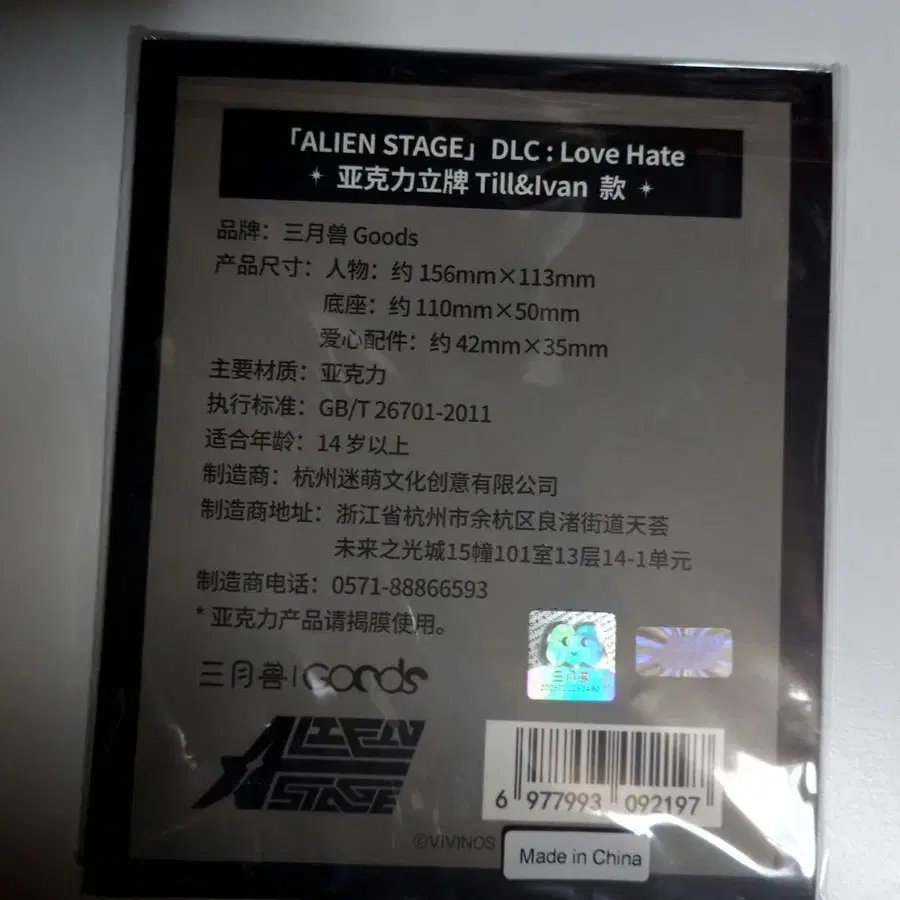 「ALIEN STAGE」DLC : Love Hate
亚克力立牌 Till&Ivan 款
品牌：三月兽 Goods
产品尺寸：人物：约 156mm×113mm
底座：约 110mm×50mm
爱心配件：约 42mm×35mm
主要材质：亚克力
执行标准：GB/T 26701-2011
适合年龄：14 岁以上
制造商：杭州迷萌文化创意有限公司
制造商地址：浙江省杭州市余杭区良渚街道天荟
未来之光城15幢101室13层14-1单元
制造商电话：0571-88866593
* 亚克力产品请揭膜使用。
三月兽 Goods
三月兽
ALIEN
STAGE
6 977993 092197
©VIVINOS
Made in China